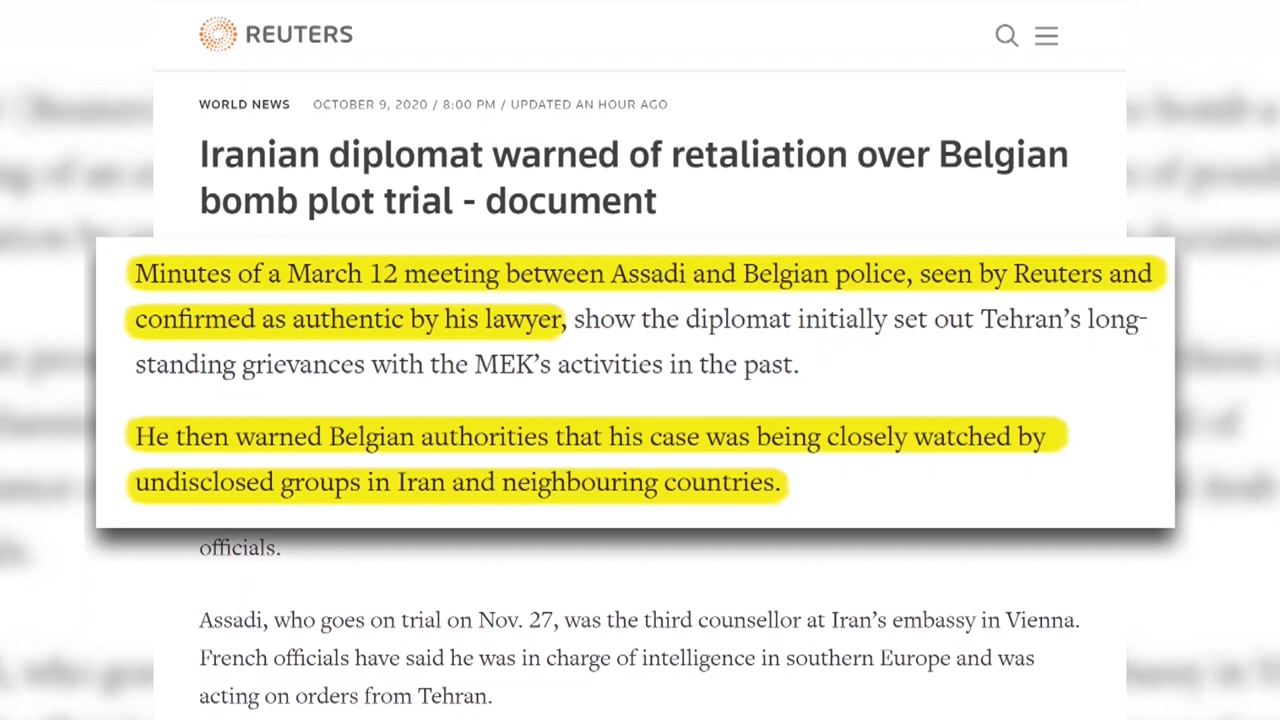 REUTERS
WORLD NEWS OCTOBER 9, 2020 / 8:00 PM / UPDATED AN HOUR AGO
Iranian diplomat warned of retaliation over Belgian
bomb plot trial - document
Minutes of a March 12 meeting between Assadi and Belgian police, seen by Reuters and
confirmed as authentic by his lawyer, show the diplomat initially set out Tehran’s long-
standing grievances with the MEK’s activities in the past.
He then warned Belgian authorities that his case was being closely watched by
undisclosed groups in Iran and neighbouring countries.
officials.
Assadi, who goes on trial on Nov. 27, was the third counsellor at Iran’s embassy in Vienna.
French officials have said he was in charge of intelligence in southern Europe and was
acting on orders from Tehran.